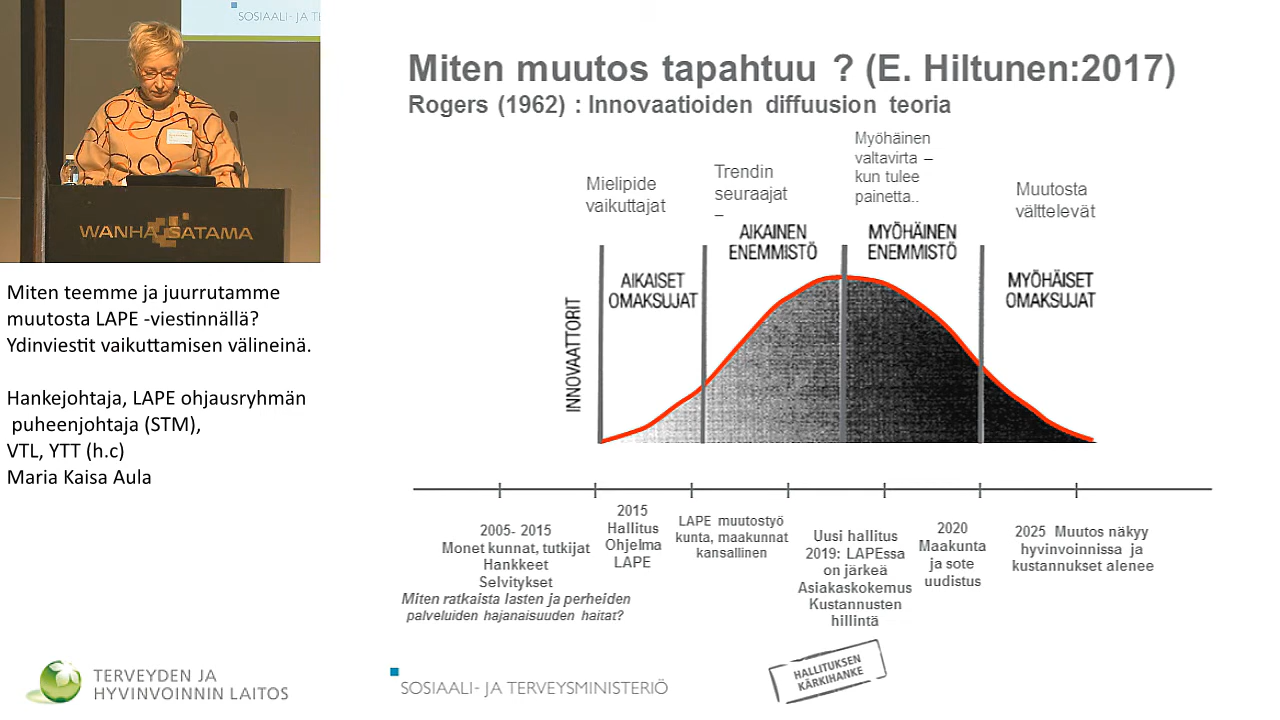 SOSIAALI- JA TE
WANHA SATAMA
Miten teemme ja juurrutamme
muutosta LAPE -viestinnällä?
Ydinviestit vaikuttamisen välineinä.
Hankejohtaja, LAPE ohjausryhmän
puheenjohtaja (STM),
VTL, YTT (h.c)
Maria Kaisa Aula
TERVEYDEN JA
HYVINVOINNIN LAITOS
Miten muutos tapahtuu ? (E. Hiltunen:2017)
Rogers (1962) : Innovaatioiden diffuusion teoria
Mielipide
vaikuttajat
Trendin
seuraajat
–
Myöhäinen
valtavirta –
kun tulee
painetta..
Muutosta
välttelevät
INNOVAATTORIT
AIKAISET
OMAKSUJAT
AIKAINEN
ENEMMISTÖ
MYÖHÄINEN
ENEMMISTÖ
MYÖHÄISET
OMAKSUJAT
2005- 2015
Monet kunnat, tutkijat
Hankkeet
Selvitykset
Miten ratkaista lasten ja perheiden
palveluiden hajanaisuuden haitat?
2015
Hallitus
Ohjelma
LAPE
LAPE muutostyö
kunta, maakunnat
kansallinen
Uusi hallitus
2019: LAPEssa
on järkeä
Asiakaskokemus
Kustannusten
hillintä
2020
Maakunta
ja sote
uudistus
2025 Muutos näkyy
hyvinvoinnissa ja
kustannukset alenee
SOSIAALI- JA TERVEYSMINISTERIÖ
HALLITUKSEN
KÄRKIHANKE